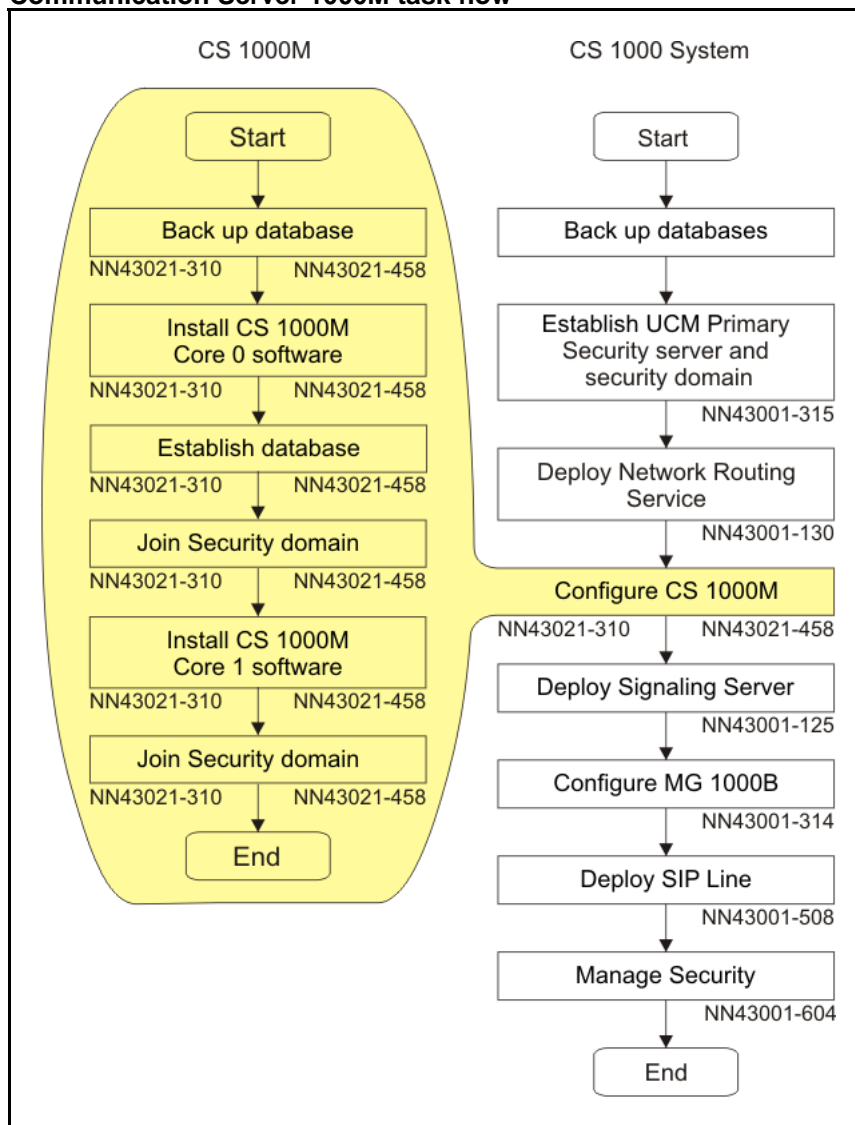 Communication Server 1000M task flow
CS 1000M
Start
Back up database
NN43021-310 NN43021-458
Install CS 1000M
Core 0 software
NN43021-310 NN43021-458
Establish database
NN43021-310 NN43021-458
Join Security domain
NN43021-310 NN43021-458
Install CS 1000M
Core 1 software
NN43021-310 NN43021-458
Join Security domain
NN43021-310 NN43021-458
End
CS 1000 System
Start
Back up databases
Establish UCM Primary
Security server and
security domain
NN43001-315
Deploy Network Routing
Service
NN43001-130
Configure CS 1000M
NN43021-310 NN43021-458
Deploy Signaling Server
NN43001-125
Configure MG 1000B
NN43001-314
Deploy SIP Line
NN43001-508
Manage Security
NN43001-604
End